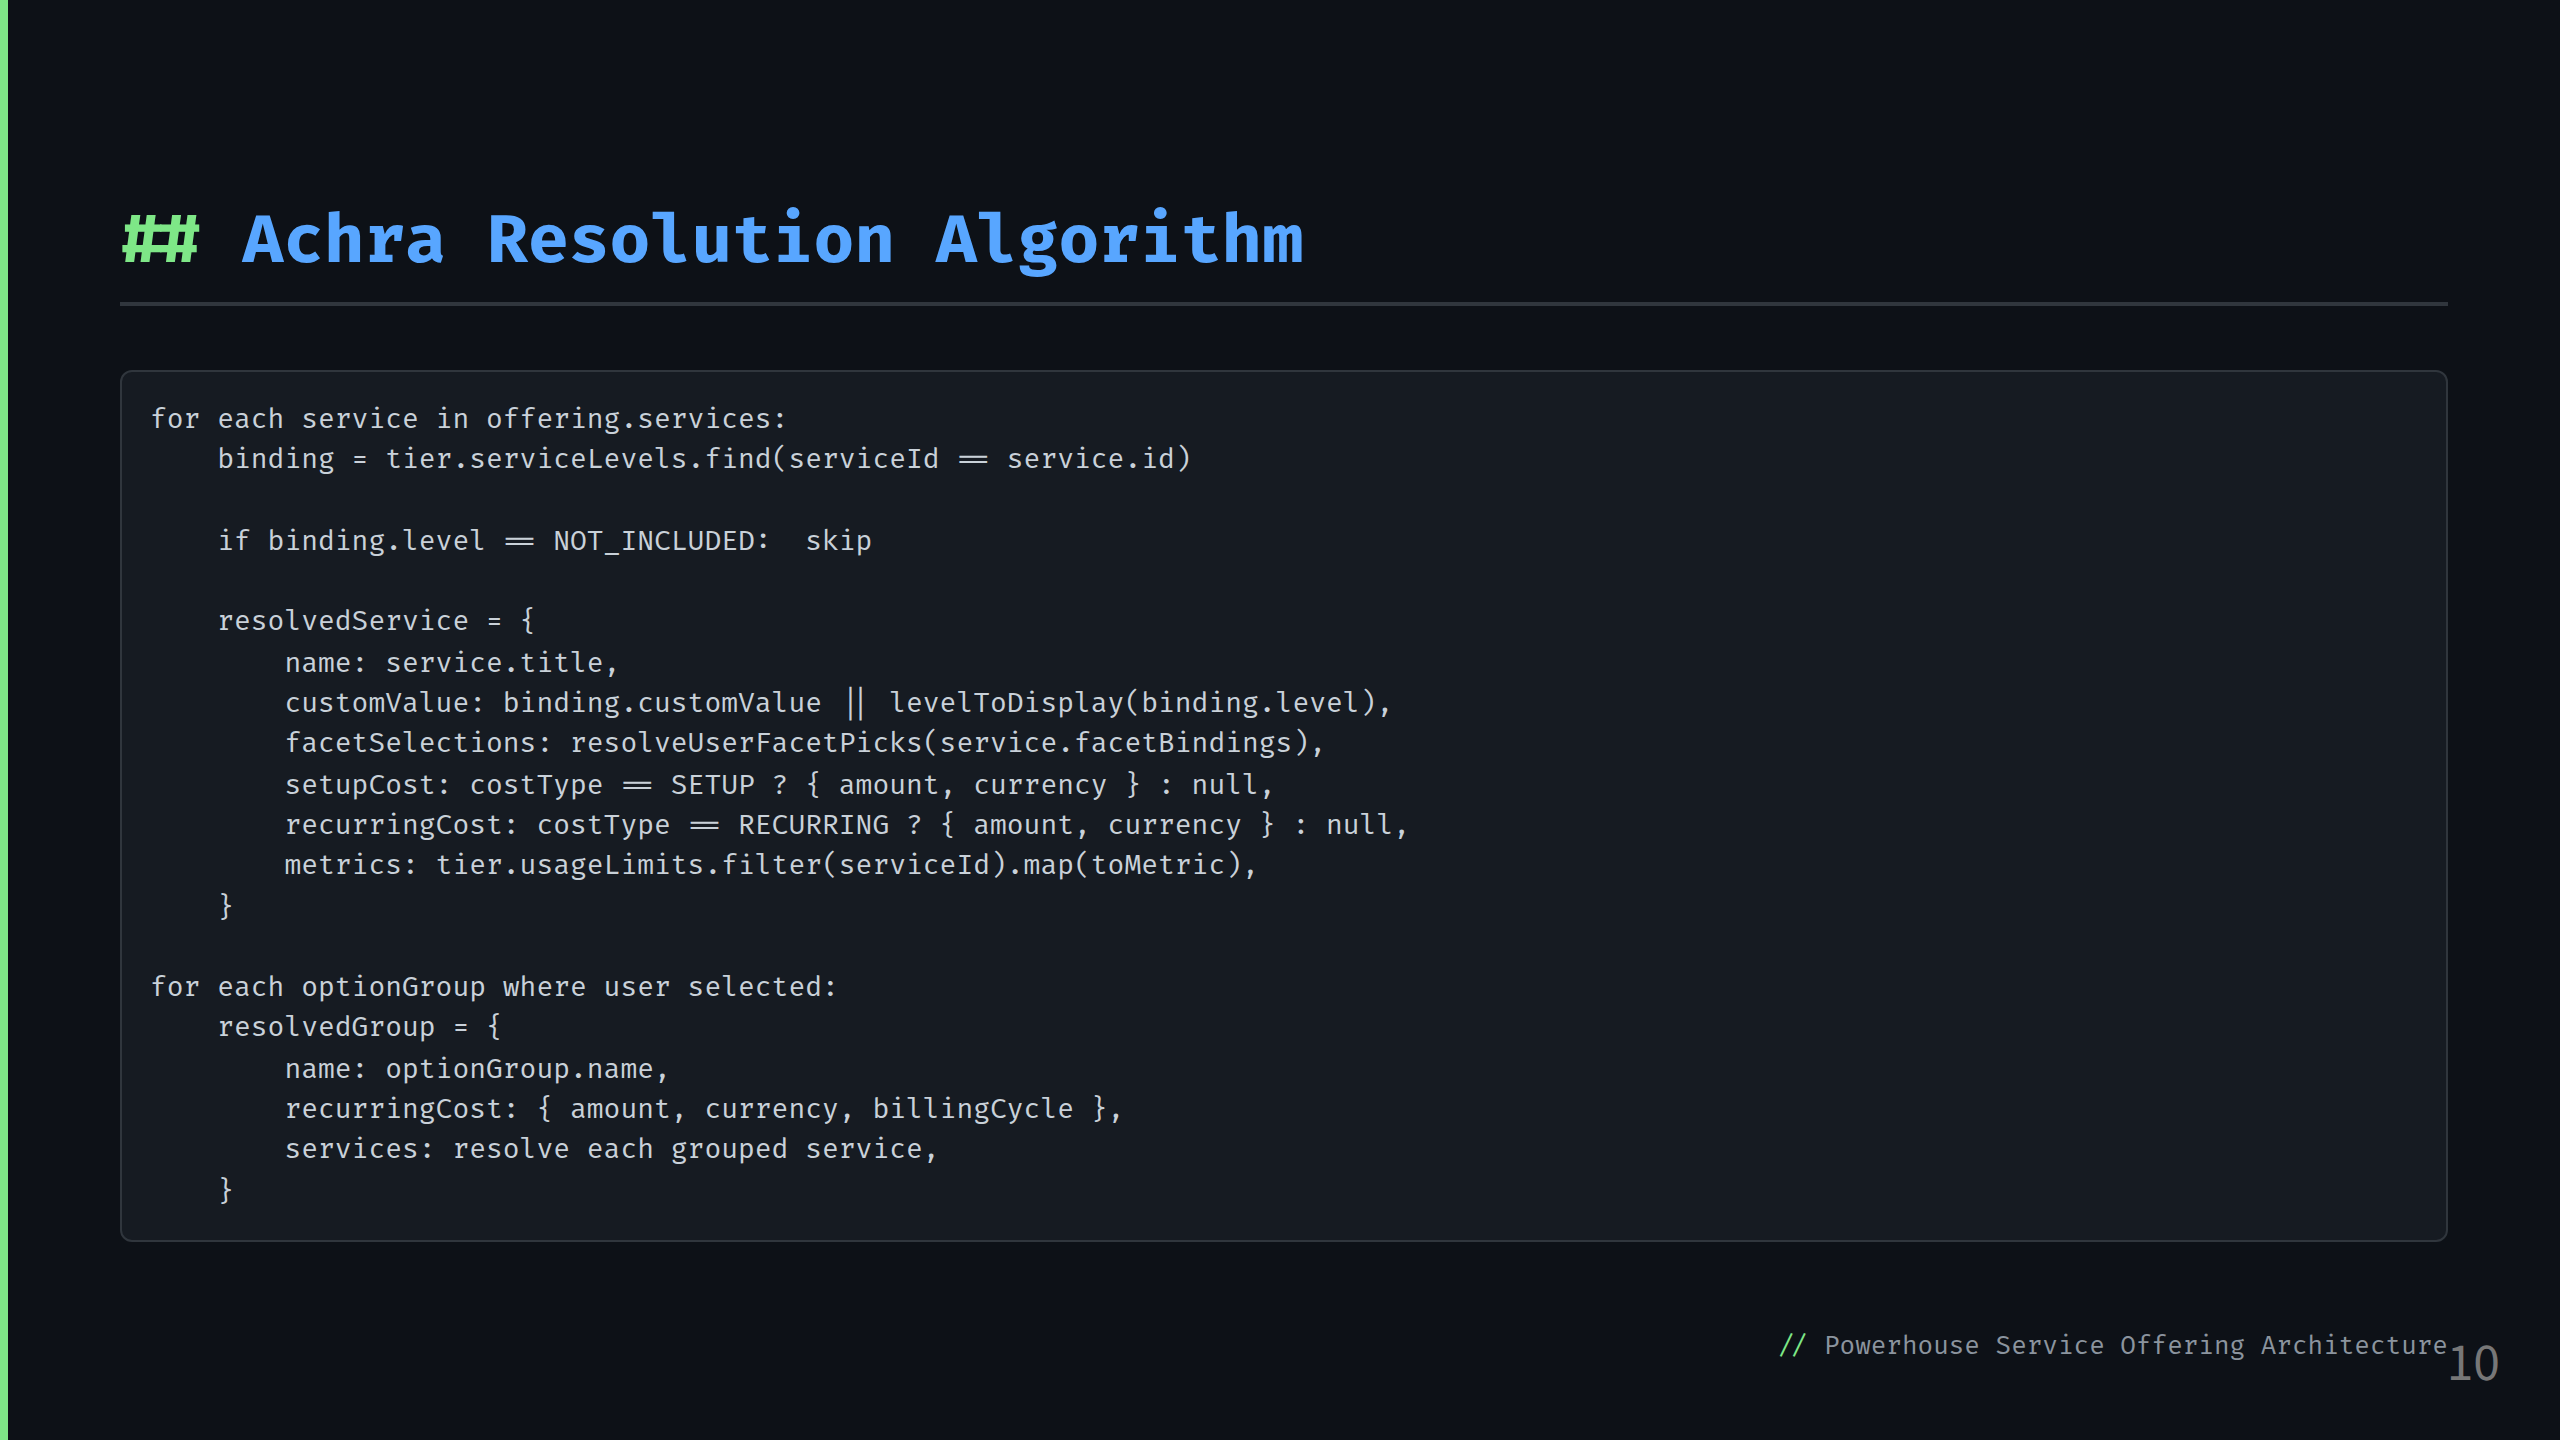 ## Achra Resolution Algorithm
for each service in offering.services:
    binding = tier.serviceLevels.find(serviceId == service.id)
    if binding.level == NOT_INCLUDED:  skip
    resolvedService = {
        name: service.title,
        customValue: binding.customValue || levelToDisplay(binding.level),
        facetSelections: resolveUserFacetPicks(service.facetBindings),
        setupCost: costType == SETUP ? { amount, currency } : null,
        recurringCost: costType == RECURRING ? { amount, currency } : null,
        metrics: tier.usageLimits.filter(serviceId).map(toMetric),
    }
for each optionGroup where user selected:
    resolvedGroup = {
        name: optionGroup.name,
        recurringCost: { amount, currency, billingCycle },
        services: resolve each grouped service,
    }
// Powerhouse Service Offering Architecture
10